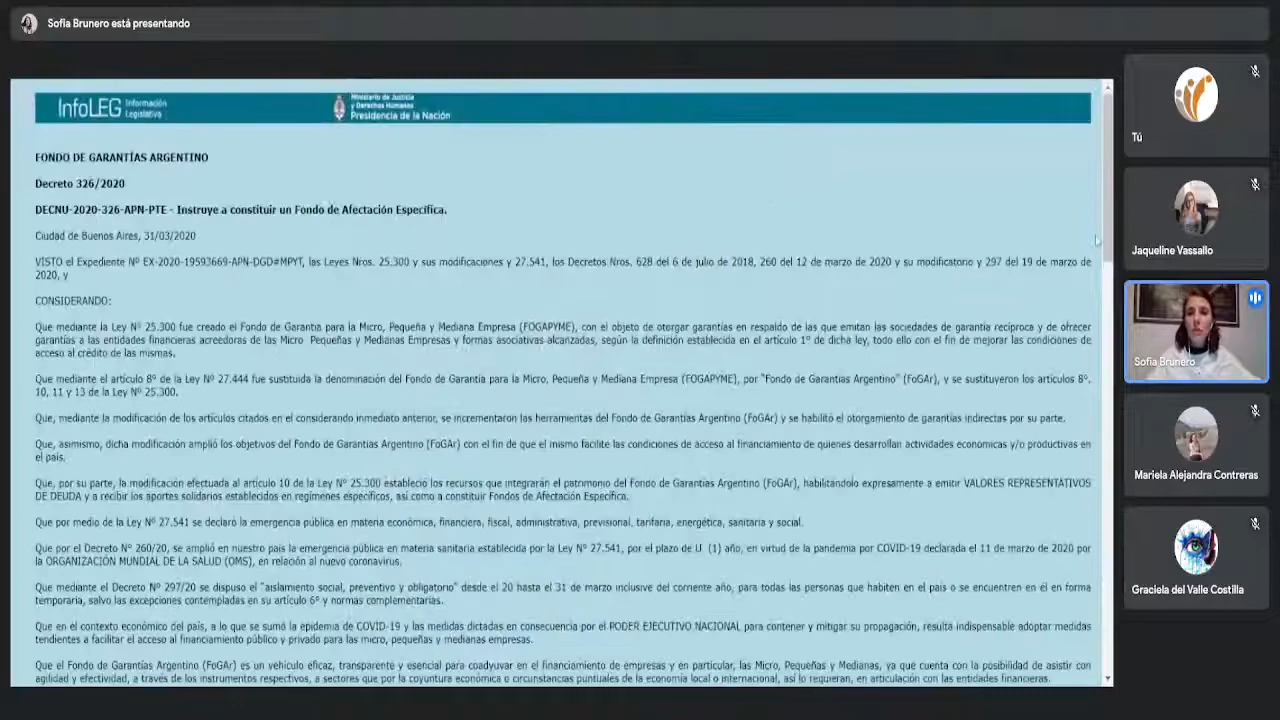 Sofia Brunero está presentando
InfoLEG Información Legislativa
Ministerio de Justicia
y Derechos Humanos
Presidencia de la Nación
FONDO DE GARANTÍAS ARGENTINO
Decreto 326/2020
DECNU-2020-326-APN-PTE - Instruye a constituir un Fondo de Afectación Específica.
Ciudad de Buenos Aires, 31/03/2020
VISTO el Expediente Nº EX-2020-19593669-APN-DGD#MPYT, las Leyes Nros. 25.300 y sus modificaciones y 27.541, los Decretos Nros. 628 del 6 de julio de 2018, 260 del 12 de marzo de 2020 y su modificatorio y 297 del 19 de marzo de
2020, y
CONSIDERANDO:
Que mediante la Ley Nº 25.300 fue creado el Fondo de Garantía para la Micro, Pequeña y Mediana Empresa (FOGAPYME), con el objeto de otorgar garantías en respaldo de las que emitan las sociedades de garantía recíproca y de ofrecer
garantías a las entidades financieras acreedoras de las Micro Pequeñas y Medianas Empresas y formas asociativas alcanzadas, según la definición establecida en el artículo 1º de dicha ley, todo ello con el fin de mejorar las condiciones de
acceso al crédito de las mismas.
Que mediante el artículo 8º de la Ley Nº 27.444 fue sustituida la denominación del Fondo de Garantía para la Micro, Pequeña y Mediana Empresa (FOGAPYME), por "Fondo de Garantías Argentino" (FoGAr), y se sustituyeron los artículos 8º,
10, 11 y 13 de la Ley Nº 25.300.
Que, mediante la modificación de los artículos citados en el considerando inmediato anterior, se incrementaron las herramientas del Fondo de Garantías Argentino (FoGAr) y se habilitó el otorgamiento de garantías indirectas por su parte.
Que, asimismo, dicha modificación amplió los objetivos del Fondo de Garantías Argentino (FoGAr) con el fin de que el mismo facilite las condiciones de acceso al financiamiento de quienes desarrollan actividades económicas y/o productivas en
el país.
Que, por su parte, la modificación efectuada al artículo 10 de la Ley Nº 25.300 estableció los recursos que integrarán el patrimonio del Fondo de Garantías Argentino (FoGAr), habilitándolo expresamente a emitir VALORES REPRESENTATIVOS
DE DEUDA y a recibir los aportes solidarios establecidos en regímenes específicos, así como a constituir Fondos de Afectación Específica.
Que por medio de la Ley Nº 27.541 se declaró la emergencia pública en materia económica, financiera, fiscal, administrativa, previsional, tarifaria, energética, sanitaria y social.
Que por el Decreto Nº 260/20, se amplió en nuestro país la emergencia pública en materia sanitaria establecida por la Ley Nº 27.541, por el plazo de U (1) año, en virtud de la pandemia por COVID-19 declarada el 11 de marzo de 2020 por
la ORGANIZACIÓN MUNDIAL DE LA SALUD (OMS), en relación al nuevo coronavirus.
Que mediante el Decreto Nº 297/20 se dispuso el "aislamiento social, preventivo y obligatorio" desde el 20 hasta el 31 de marzo inclusive del corriente año, para todas las personas que habiten en el país o se encuentren en él en forma
temporaria, salvo las excepciones contempladas en su artículo 6º y normas complementarias.
Que en el contexto económico del país, a lo que se sumó la epidemia de COVID-19 y las medidas dictadas en consecuencia por el PODER EJECUTIVO NACIONAL para contener y mitigar su propagación, resulta indispensable adoptar medidas
tendientes a facilitar el acceso al financiamiento público y privado para las micro, pequeñas y medianas empresas.
Que el Fondo de Garantías Argentino (FoGAr) es un vehículo eficaz, transparente y esencial para coadyuvar en el financiamiento de empresas y en particular, las Micro, Pequeñas y Medianas, ya que cuenta con la posibilidad de asistir con
agilidad y efectividad, a través de los instrumentos respectivos, a sectores que por la coyuntura económica o circunstancias puntuales de la economía local o internacional, así lo requieran, en articulación con las entidades financieras.
Tú
Jaqueline Vassallo
Sofia Brunero
Mariela Alejandra Contreras
Graciela del Valle Costilla